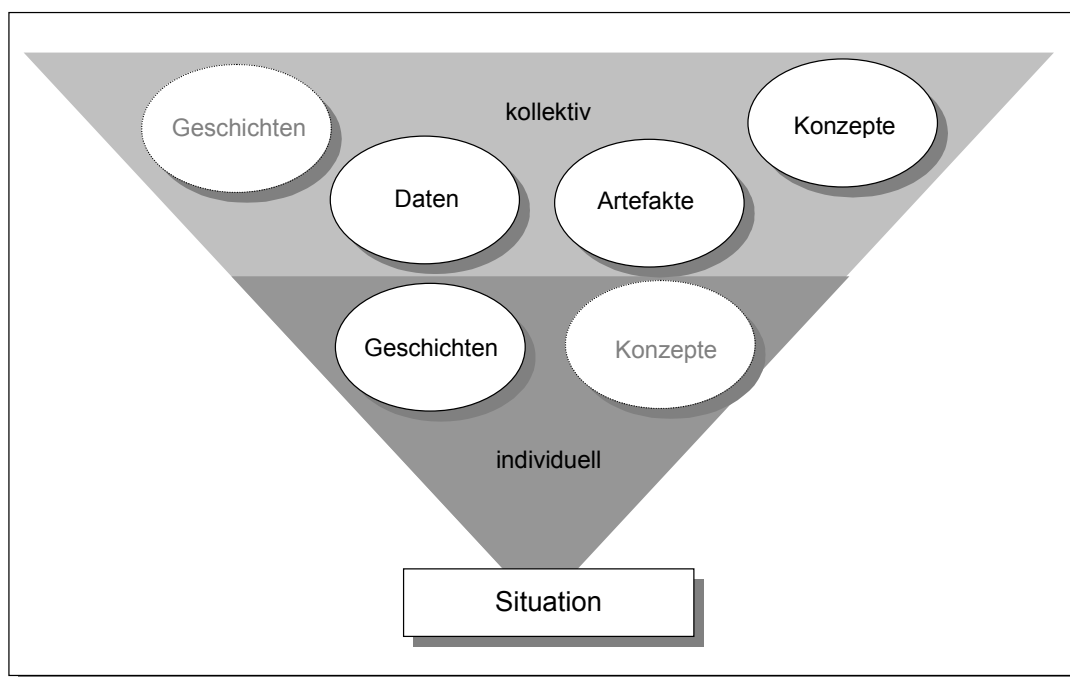 Geschichten
kollektiv
Konzepte
Daten
Artefakte
Geschichten
Konzepte
individuell
Situation